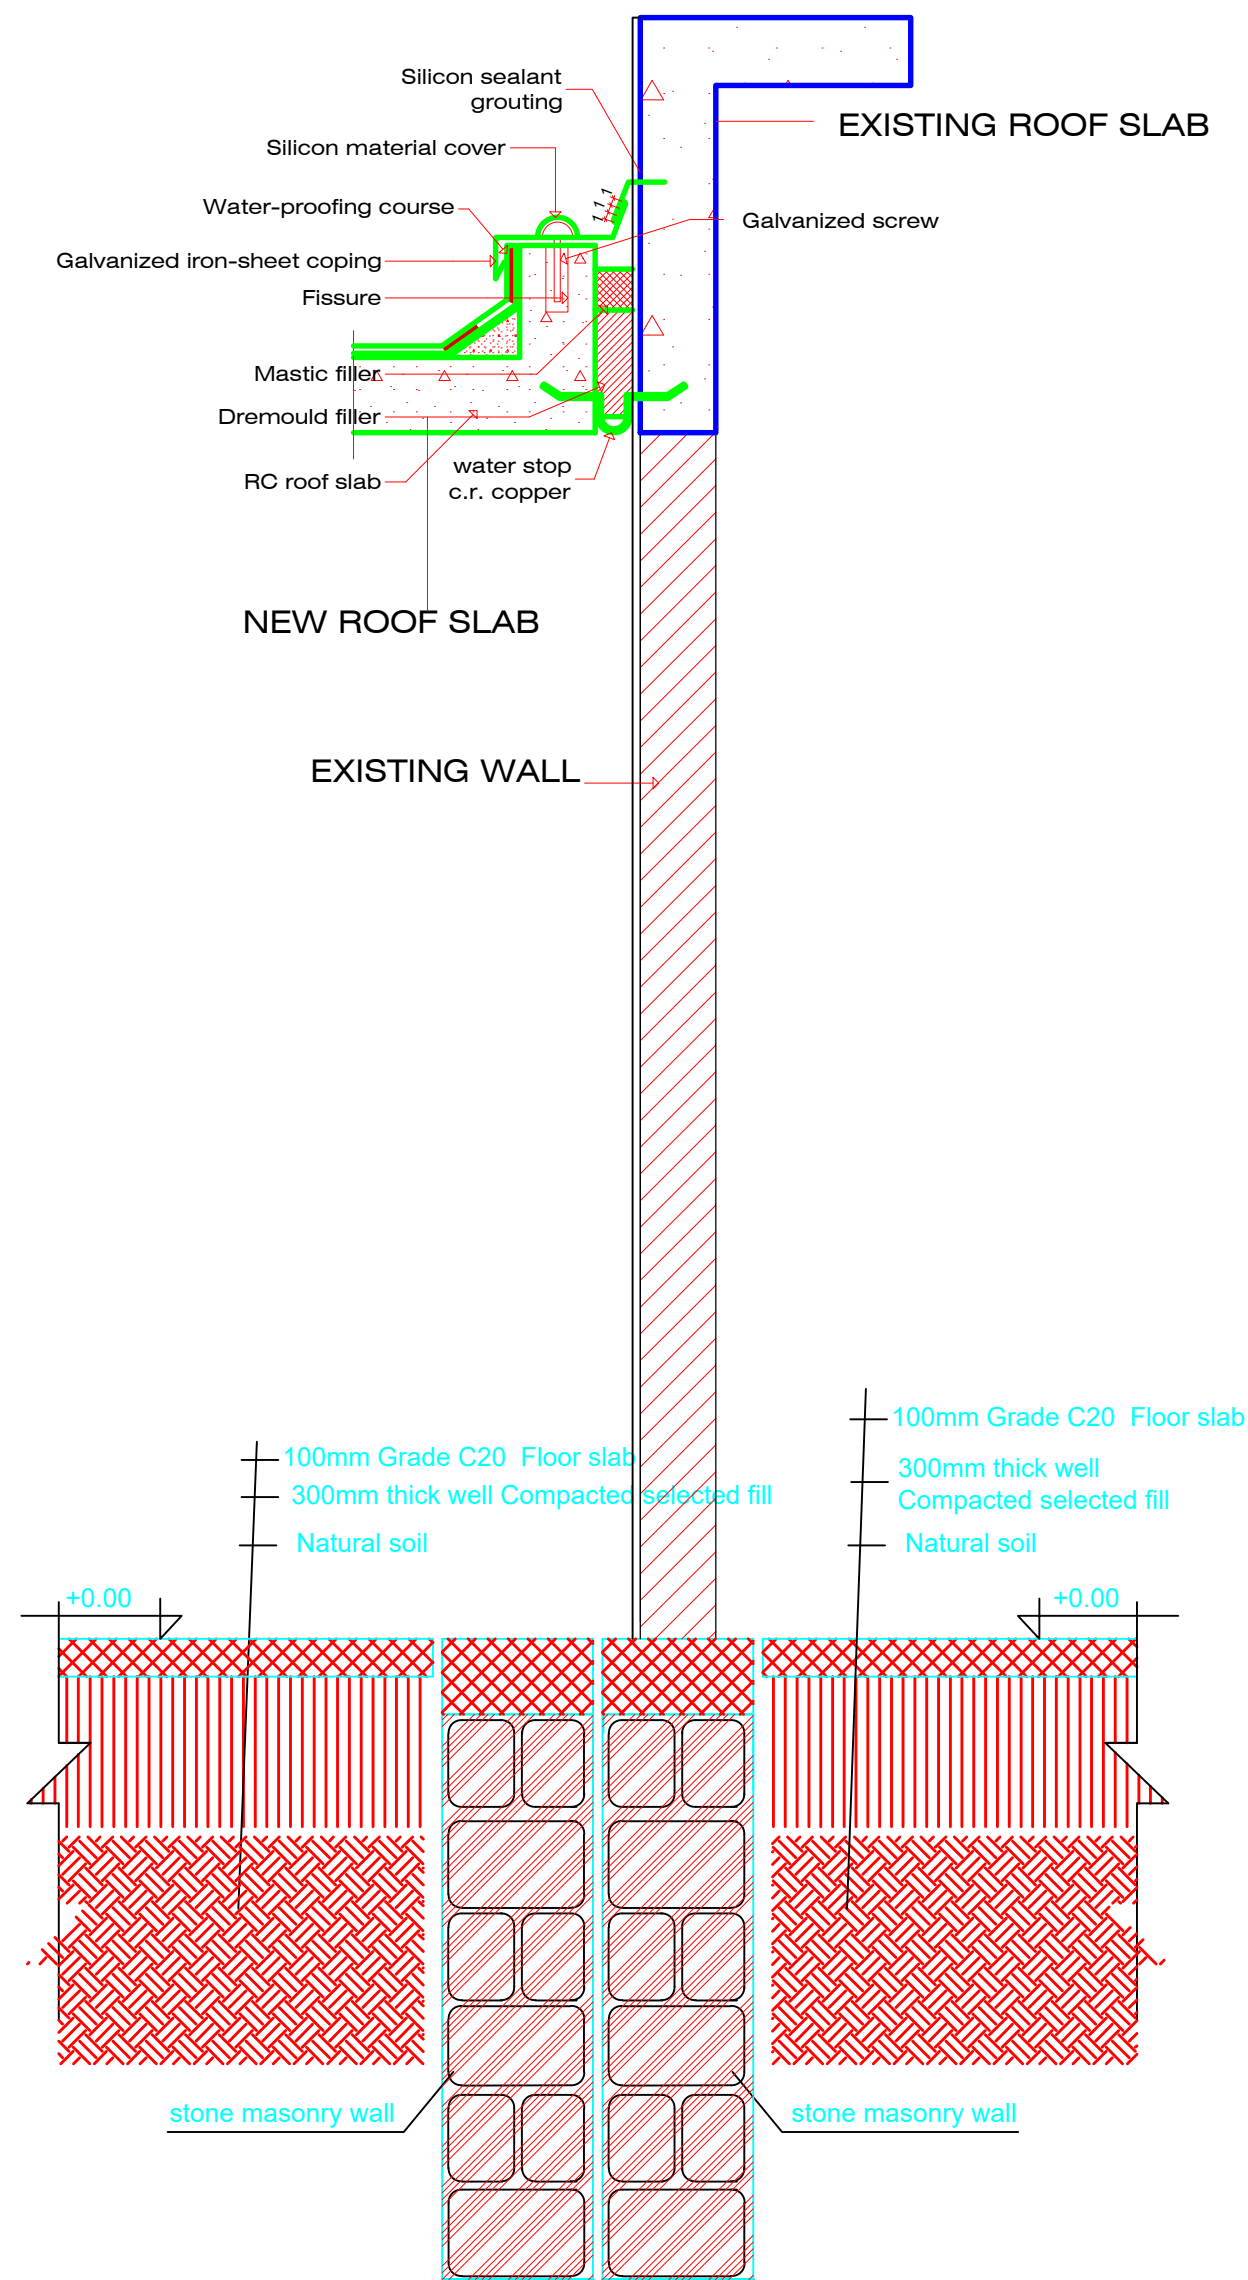 Silicon sealant
grouting
EXISTING ROOF SLAB
Silicon material cover
1 1 1
Water-proofing course
Galvanized screw
Galvanized iron-sheet coping
Fissure
Mastic filler
Dremould filler
water stop
c.r. copper
RC roof slab
NEW ROOF SLAB
EXISTING WALL
100mm Grade C20 Floor slab
300mm thick well
Compacted selected fill
Natural soil
100mm Grade C20 Floor slab
300mm thick well Compacted selected fill
Natural soil
+0.00
+0.00
stone masonry wall
stone masonry wall